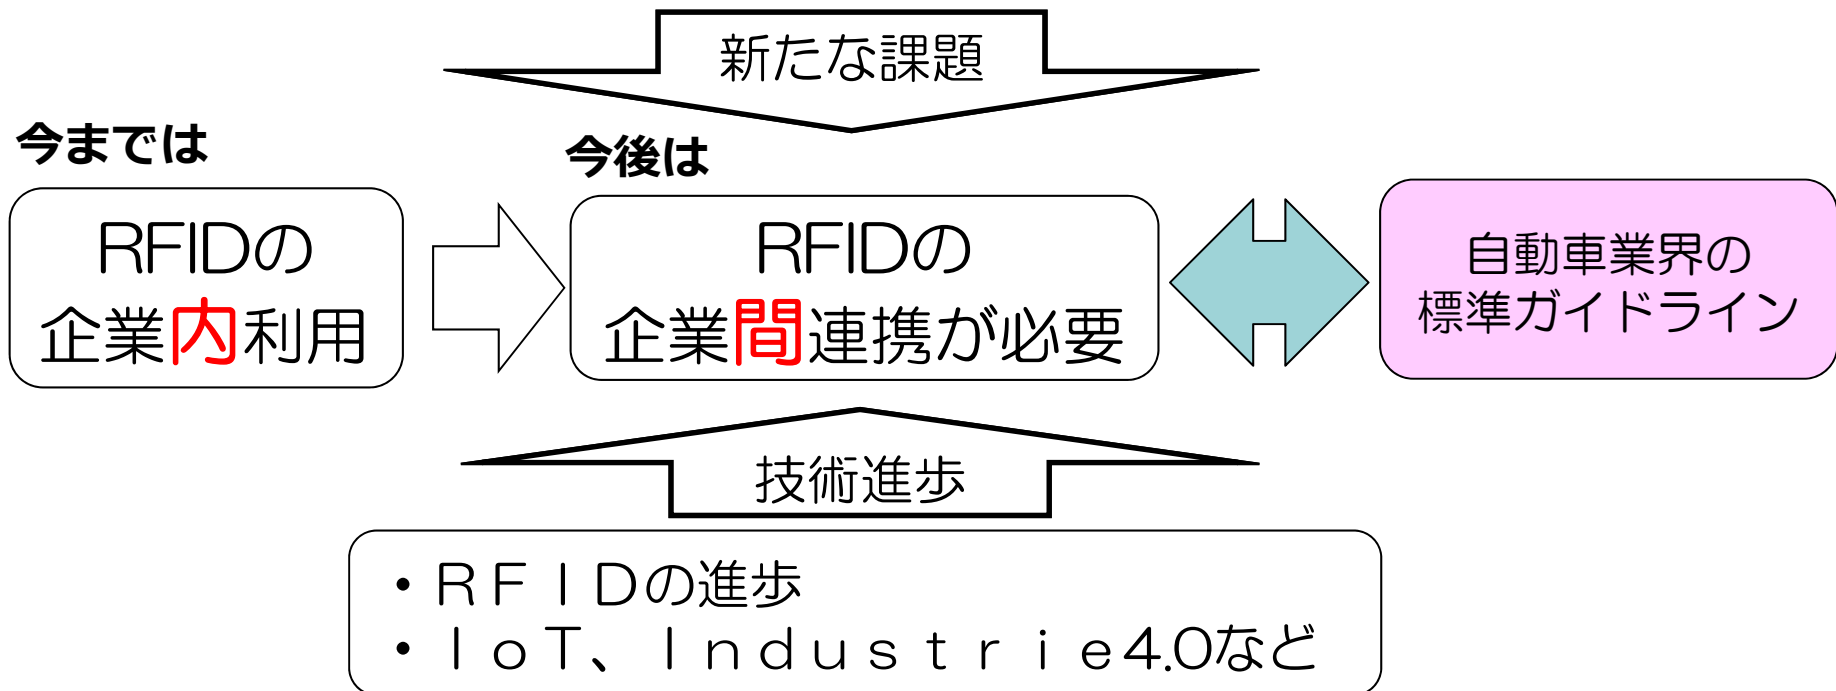 新たな課題
今までは
RFIDの
企業内利用
今後は
RFIDの
企業間連携が必要
自動車業界の
標準ガイドライン
技術進歩
・ＲＦＩＤの進歩
・ＩｏＴ、Ｉｎｄｕｓｔｒｉｅ4.0など